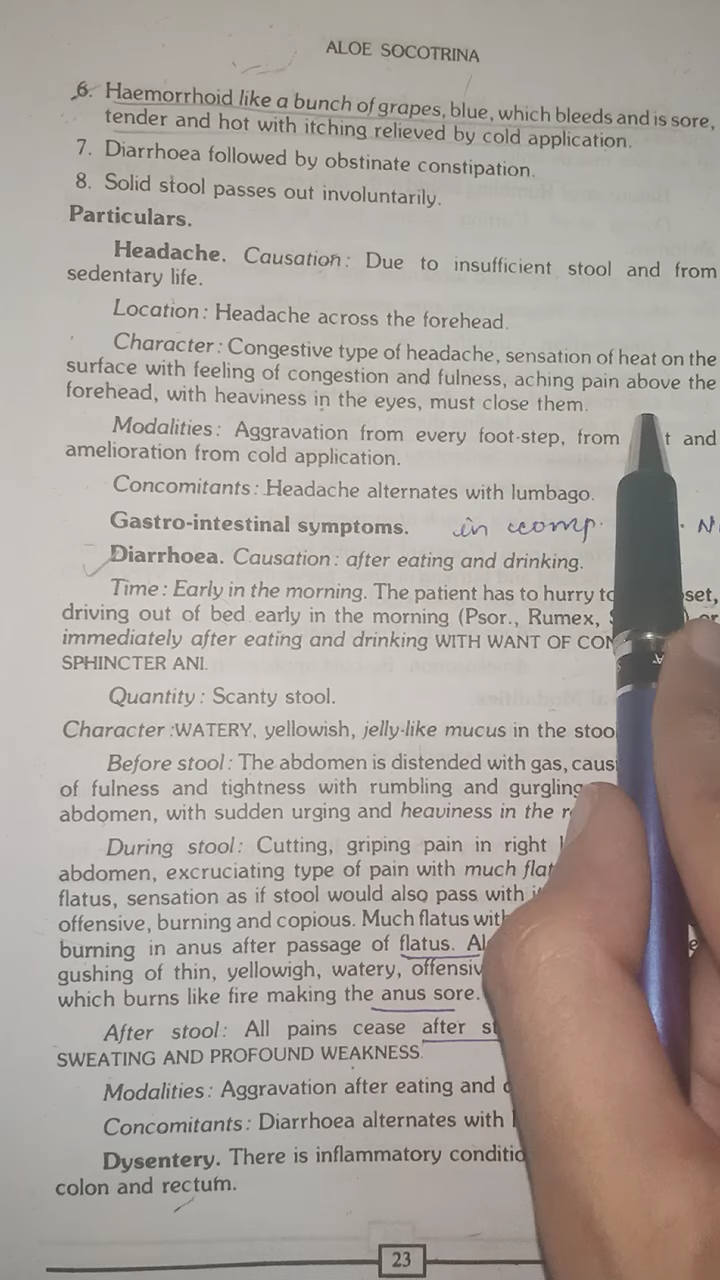 ALOE SOCOTRINA
6. Haemorrhoid like a bunch of grapes, blue, which bleeds and is sore,
tender and hot with itching relieved by cold application.
7. Diarrhoea followed by obstinate constipation.
8. Solid stool passes out involuntarily.
Particulars.
Headache. Causation: Due to insufficient stool and from
sedentary life.
Location: Headache across the forehead.
Character: Congestive type of headache, sensation of heat on the
surface with feeling of congestion and fulness, aching pain above the
forehead, with heaviness in the eyes, must close them.
Modalities: Aggravation from every foot-step, from and
amelioration from cold application.
Concomitants: Headache alternates with lumbago.
Gastro-intestinal symptoms. in comp.
Diarrhoea. Causation: after eating and drinking.
Time: Early in the morning. The patient has to hurry
driving out of bed early in the morning (Psor., Rumex,
immediately after eating and drinking WITH WANT OF
SPHINCTER ANI.
Quantity: Scanty stool.
Character :WATERY, yellowish, jelly-like mucus in the
Before stool: The abdomen is distended with gas,
of fulness and tightness with rumbling and gurgling
abdomen, with sudden urging and heaviness in the
During stool: Cutting, griping pain in right
abdomen, excruciating type of pain with much
flatus, sensation as if stool would also pass with
offensive, burning and copious. Much flatus
burning in anus after passage of flatus.
gushing of thin, yellowigh, watery,
which burns like fire making the anus sore.
After stool: All pains cease after
SWEATING AND PROFOUND WEAKNESS.
Modalities: Aggravation after eating and
Concomitants: Diarrhoea alternates with
Dysentery. There is inflammatory
colon and rectum.
23